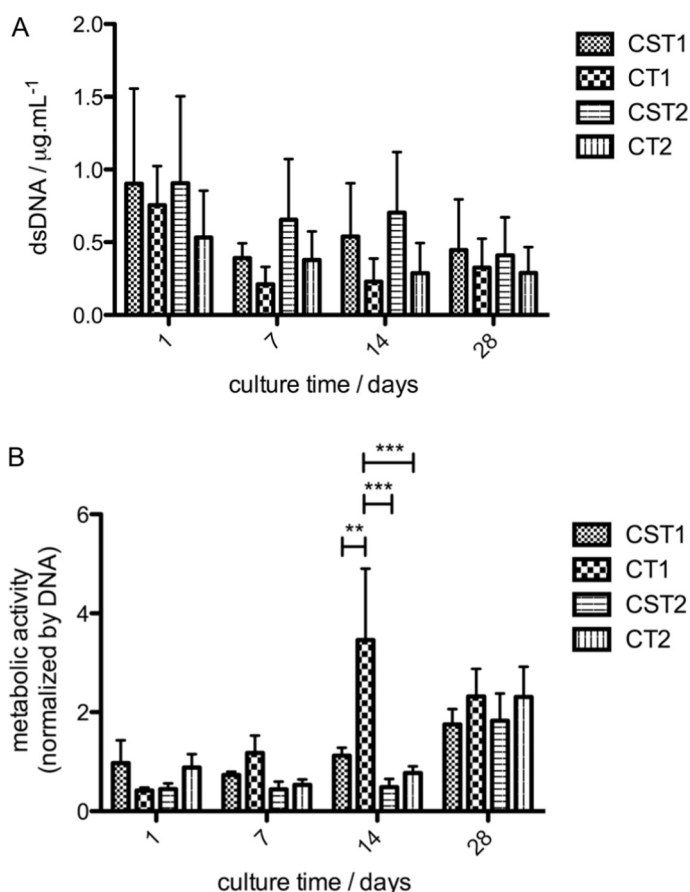 A
dsDNA / µg.mL-1
2.0
1.5
1.0
0.5
0.0
1
7
14
28
culture time / days
CST1
CT1
CST2
CT2
B
metabolic activity
(normalized by DNA)
6
4
2
0
***
***
**
1
7
14
28
culture time / days
CST1
CT1
CST2
CT2